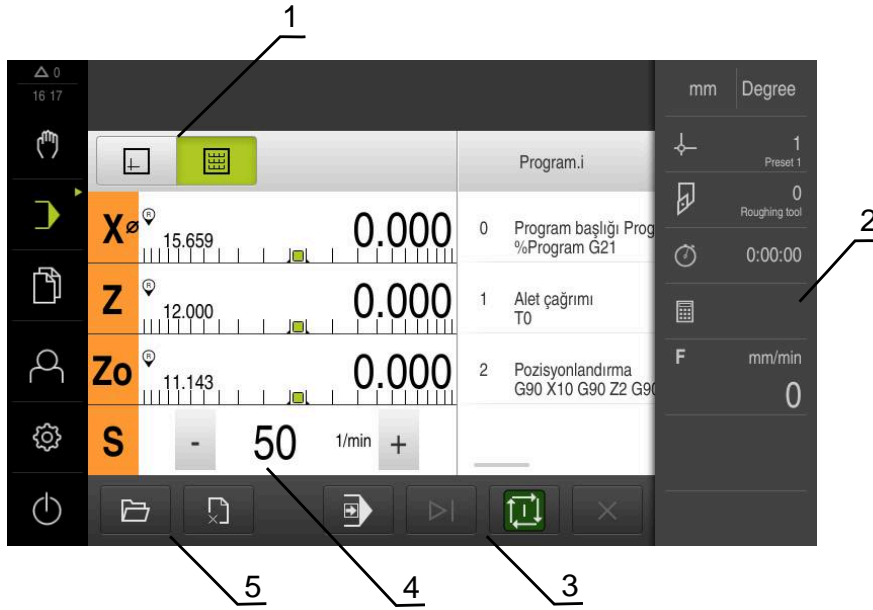 1
0
16 17
mm Degree
1
Preset 1
Program.i
0
Roughing tool
X⌀ R 15.659 0.000
0 Program başlığı Prog
%Program G21
2
0:00:00
Z R 12.000 0.000
1 Alet çağrımı
T0
Zo R 11.143 0.000
2 Pozisyonlandırma
G90 X10 G90 Z2 G90
F mm/min
0
S - 50 1/min +
I
5
4
3